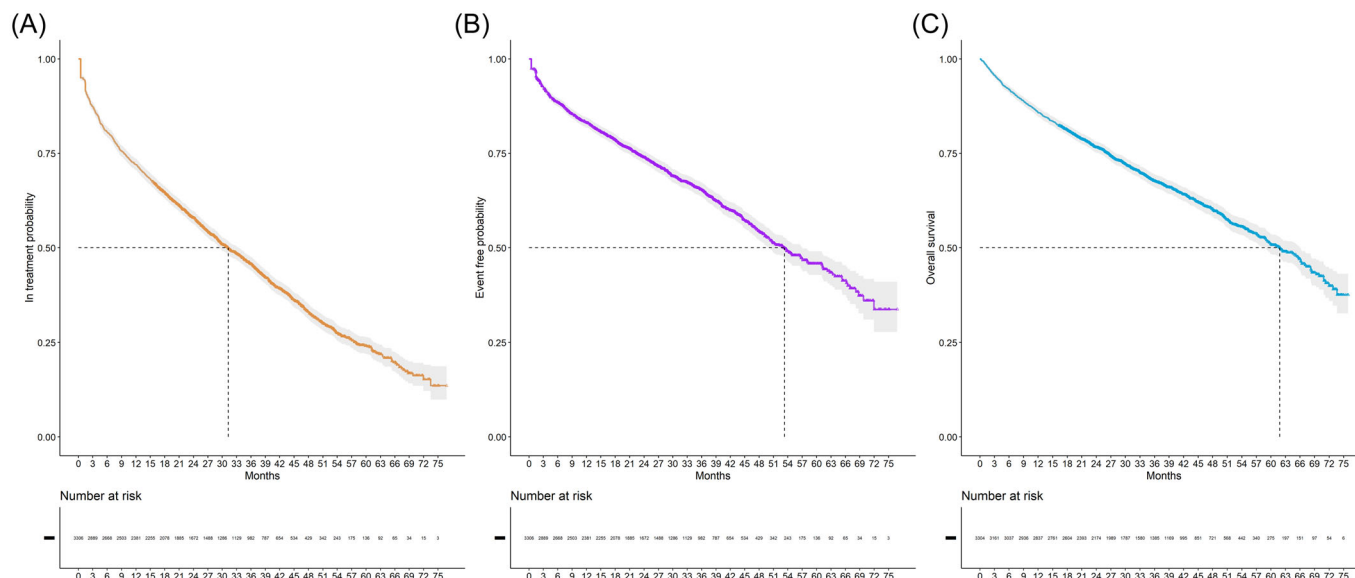 (A)
1.00
0.75
0.50
0.25
0.00
In treatment probability
0 3 6 9 12 15 18 21 24 27 30 33 36 39 42 45 48 51 54 57 60 63 66 69 72 75
Months
Number at risk
3306 2886 2668 2503 2381 2255 2078 1885 1672 1488 1286 1129 982 787 654 534 429 342 243 175 136 92 65 34 15 3
0 3 6 9 12 15 18 21 24 27 30 33 36 39 42 45 48 51 54 57 60 63 66 69 72 75
(B)
1.00
0.75
0.50
0.25
0.00
Event free probability
0 3 6 9 12 15 18 21 24 27 30 33 36 39 42 45 48 51 54 57 60 63 66 69 72 75
Months
Number at risk
3306 2886 2668 2503 2381 2255 2078 1885 1672 1488 1286 1129 982 787 654 534 429 342 243 175 136 92 65 34 15 3
0 3 6 9 12 15 18 21 24 27 30 33 36 39 42 45 48 51 54 57 60 63 66 69 72 75
(C)
1.00
0.75
0.50
0.25
0.00
Overall survival
0 3 6 9 12 15 18 21 24 27 30 33 36 39 42 45 48 51 54 57 60 63 66 69 72 75
Months
Number at risk
3304 3161 3037 2936 2837 2761 2604 2393 2174 1989 1787 1580 1385 1169 995 851 721 568 442 340 275 197 151 97 54 6
0 3 6 9 12 15 18 21 24 27 30 33 36 39 42 45 48 51 54 57 60 63 66 69 72 75